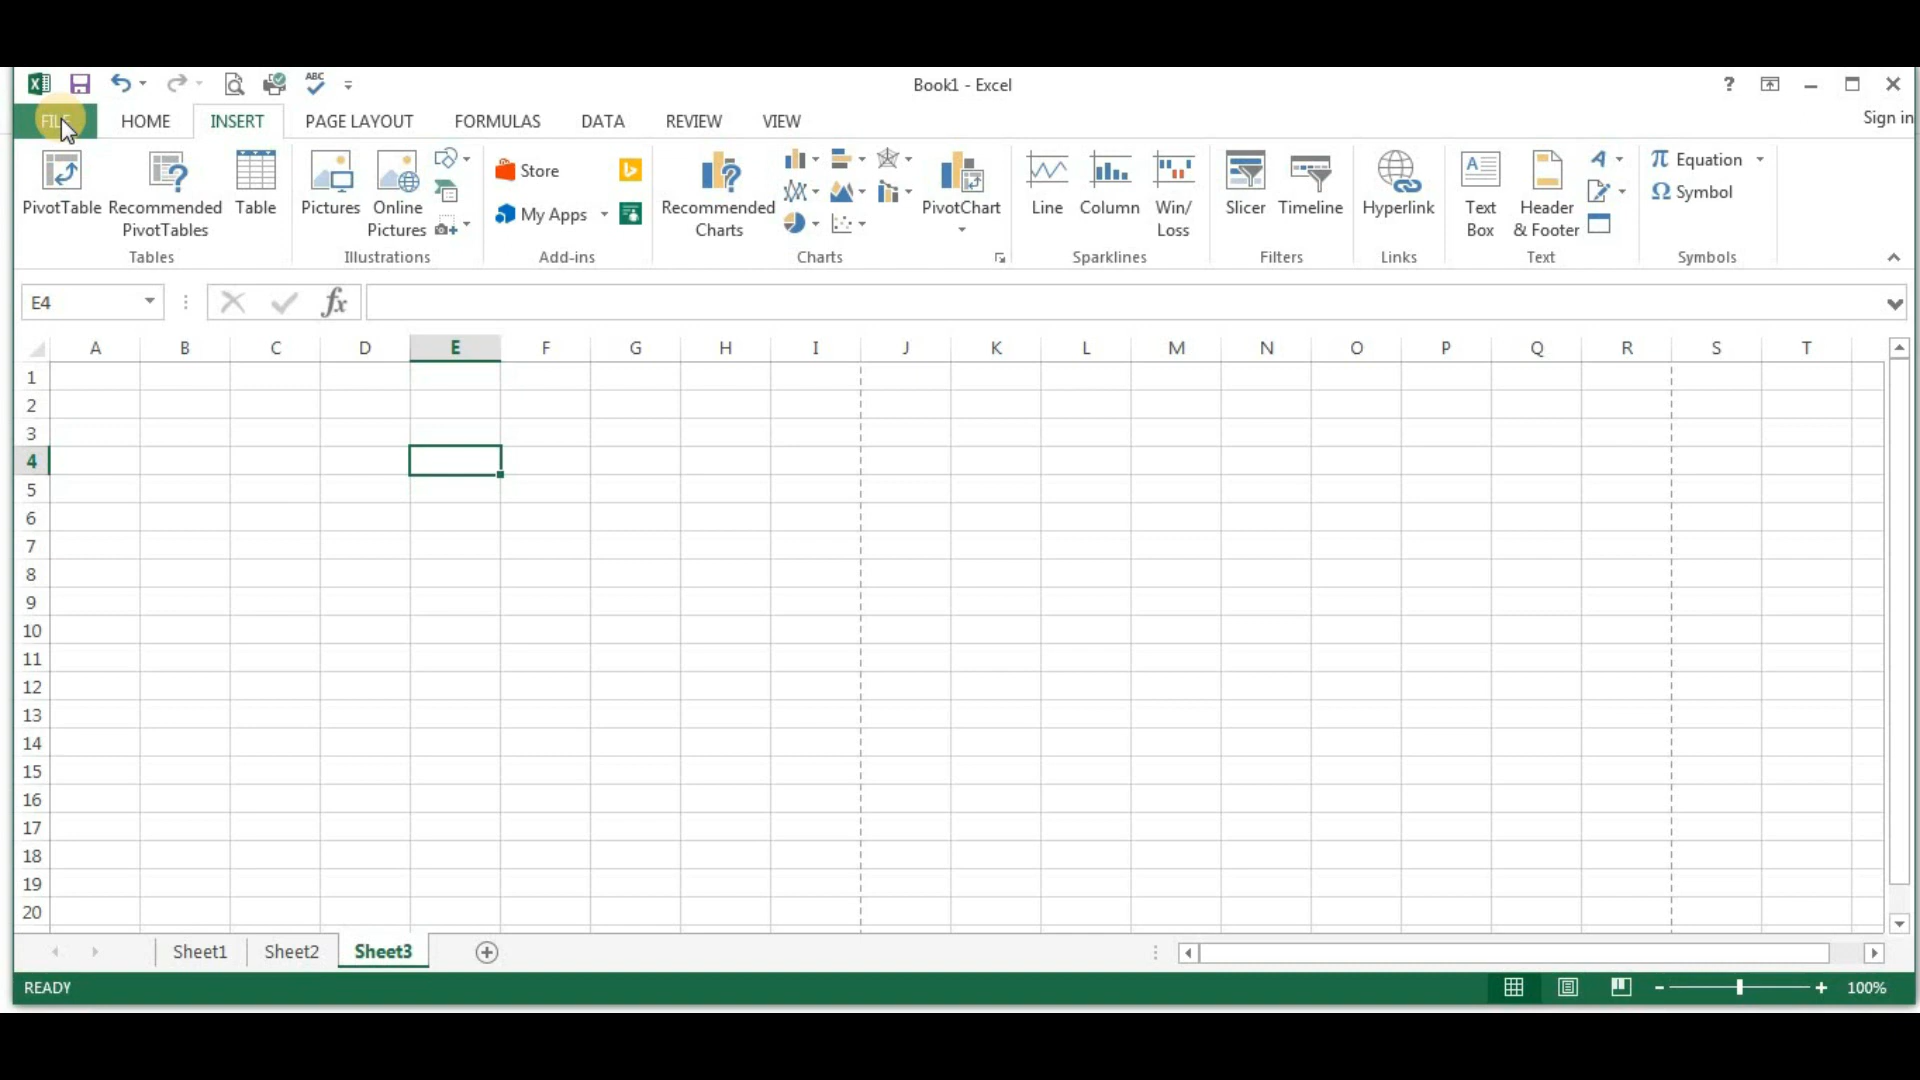 ABC
Book1 - Excel
?
FILE
HOME
INSERT
PAGE LAYOUT
FORMULAS
DATA
REVIEW
VIEW
Sign in
PivotTable
Recommended
PivotTables
Table
Tables
Pictures
Online
Pictures
Illustrations
Store
My Apps
Add-ins
Recommended
Charts
PivotChart
Charts
Line
Column
Win/
Loss
Sparklines
Slicer
Timeline
Filters
Hyperlink
Links
Text
Box
Header
& Footer
Text
π Equation
Ω Symbol
Symbols
E4
fx
A B C D E F G H I J K L M N O P Q R S T
1
2
3
4
5
6
7
8
9
10
11
12
13
14
15
16
17
18
19
20
Sheet1
Sheet2
Sheet3
READY
100%